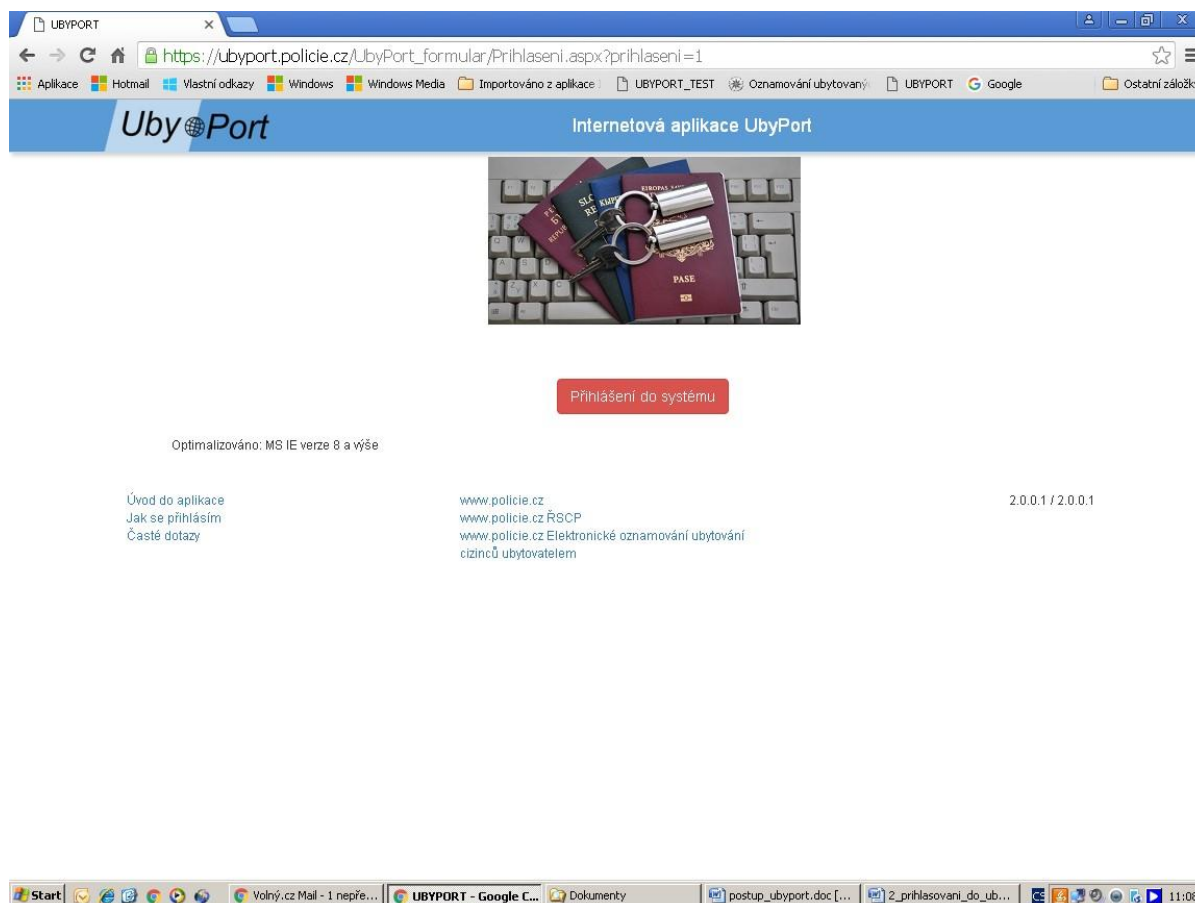 UBYPORT
https://ubyport.policie.cz/UbyPort_formular/Prihlaseni.aspx?prihlaseni=1
Aplikace Hotmail Vlastní odkazy Windows Windows Media Importováno z aplikace UBYPORT_TEST Oznamování ubytovaný UBYPORT Google Ostatní záložk
UbyPort Internetová aplikace UbyPort
PASE
Přihlášení do systému
Optimalizováno: MS IE verze 8 a výše
Úvod do aplikace www.policie.cz 2.0.0.1 / 2.0.0.1
Jak se přihlásím www.policie.cz ŘSCP
Časté dotazy www.policie.cz Elektronické oznamování ubytování
cizinců ubytovatelem
Start Volný.cz Mail - 1 nepře... UBYPORT - Google C... Dokumenty postup_ubyport.doc [... 2_prihlasovani_do_ub... CS 11:08